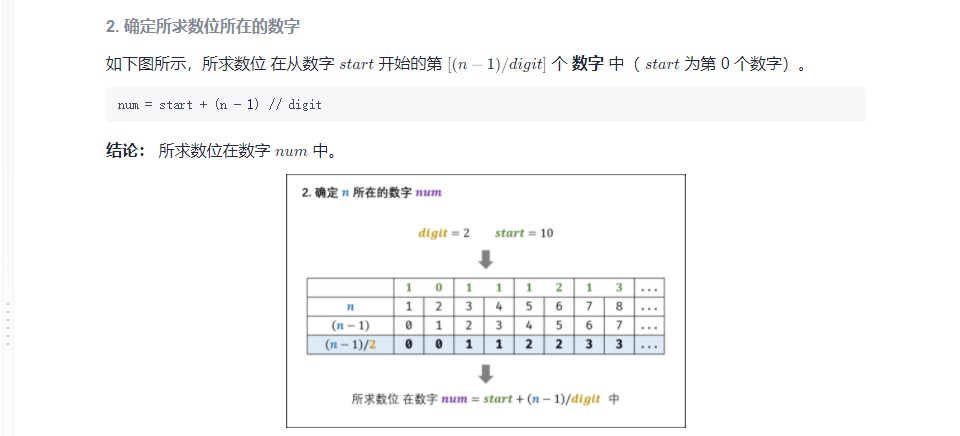 2. 确定所求数位所在的数字
如下图所示，所求数位 在从数字 start 开始的第 [(n − 1)/digit] 个 数字 中（ start 为第 0 个数字）。
num = start + (n - 1) // digit
结论： 所求数位在数字 num 中。
2. 确定 n 所在的数字 num
digit = 2 start = 10
1 0 1 1 1 2 1 3 ...
n 1 2 3 4 5 6 7 8 ...
(n − 1) 0 1 2 3 4 5 6 7 ...
(n − 1)/2 0 0 1 1 2 2 3 3 ...
所求数位 在数字 num = start + (n − 1)/digit 中